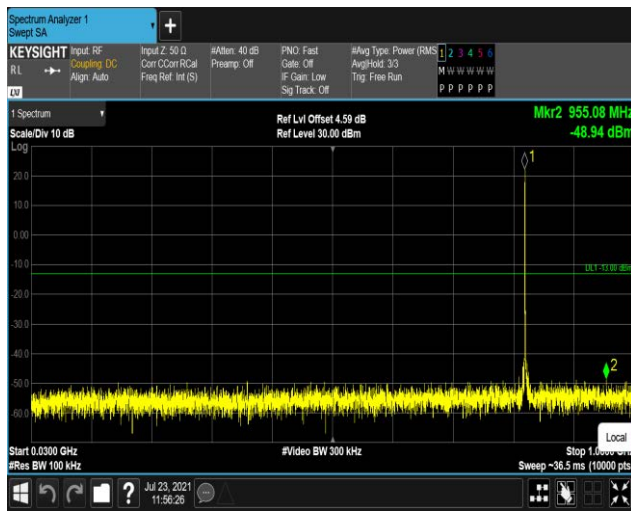 Spectrum Analyzer 1
Swept SA
KEYSIGHT
RL
Input: RF
Coupling: DC
Align: Auto
Input Z: 50 Ω
Corr CCorr RCal
Freq Ref: Int (S)
#Atten: 40 dB
Preamp: Off
PNO: Fast
Gate: Off
IF Gain: Low
Sig Track: Off
#Avg Type: Power (RMS
Avg|Hold: 3/3
Trig: Free Run
1 2 3 4 5 6
M W W W W W
P P P P P P
1 Spectrum
Scale/Div 10 dB
Log
Ref Lvl Offset 4.59 dB
Ref Level 30.00 dBm
Mkr2 955.08 MHz
-48.94 dBm
1
20.0
10.0
0.00
-10.0
DL1 -13.00 dBm
-20.0
-30.0
-40.0
2
-50.0
-60.0
Local
Start 0.0300 GHz
#Video BW 300 kHz
Stop 1.0000 GHz
#Res BW 100 kHz
Sweep ~36.5 ms (10000 pts
Jul 23, 2021
11:56:26